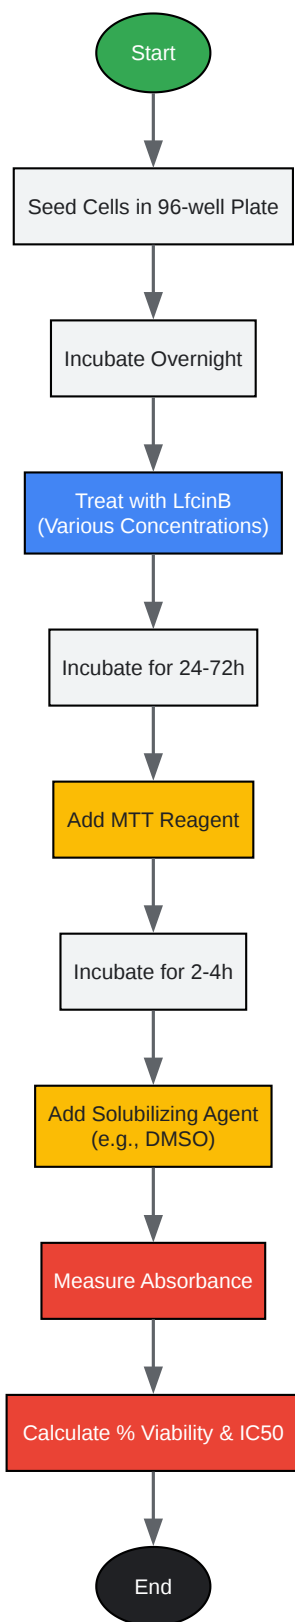 Start
Seed Cells in 96-well Plate
Incubate Overnight
Treat with LfcinB
(Various Concentrations)
Incubate for 24-72h
Add MTT Reagent
Incubate for 2-4h
Add Solubilizing Agent
(e.g., DMSO)
Measure Absorbance
Calculate % Viability & IC50
End